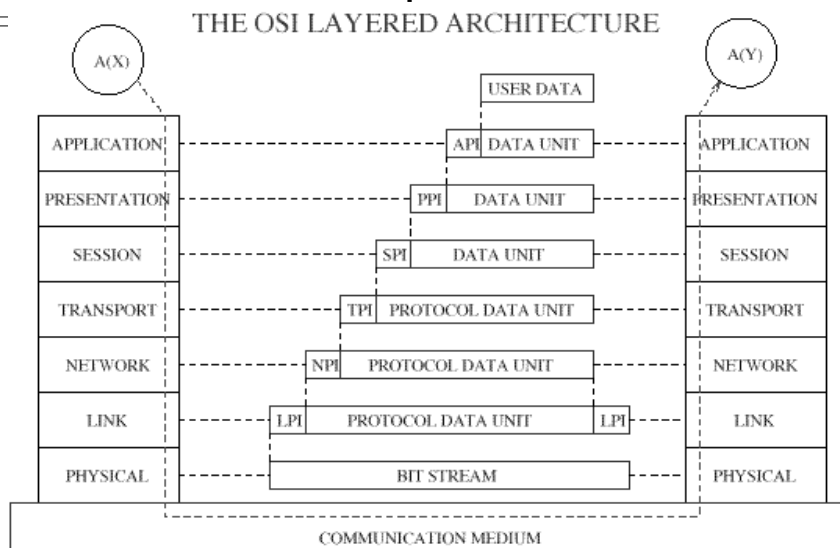 THE OSI LAYERED ARCHITECTURE
A(X)
A(Y)
USER DATA
APPLICATION API DATA UNIT APPLICATION
PRESENTATION PPI DATA UNIT PRESENTATION
SESSION SPI DATA UNIT SESSION
TRANSPORT TPI PROTOCOL DATA UNIT TRANSPORT
NETWORK NPI PROTOCOL DATA UNIT NETWORK
LINK LPI PROTOCOL DATA UNIT LPI LINK
PHYSICAL BIT STREAM PHYSICAL
COMMUNICATION MEDIUM